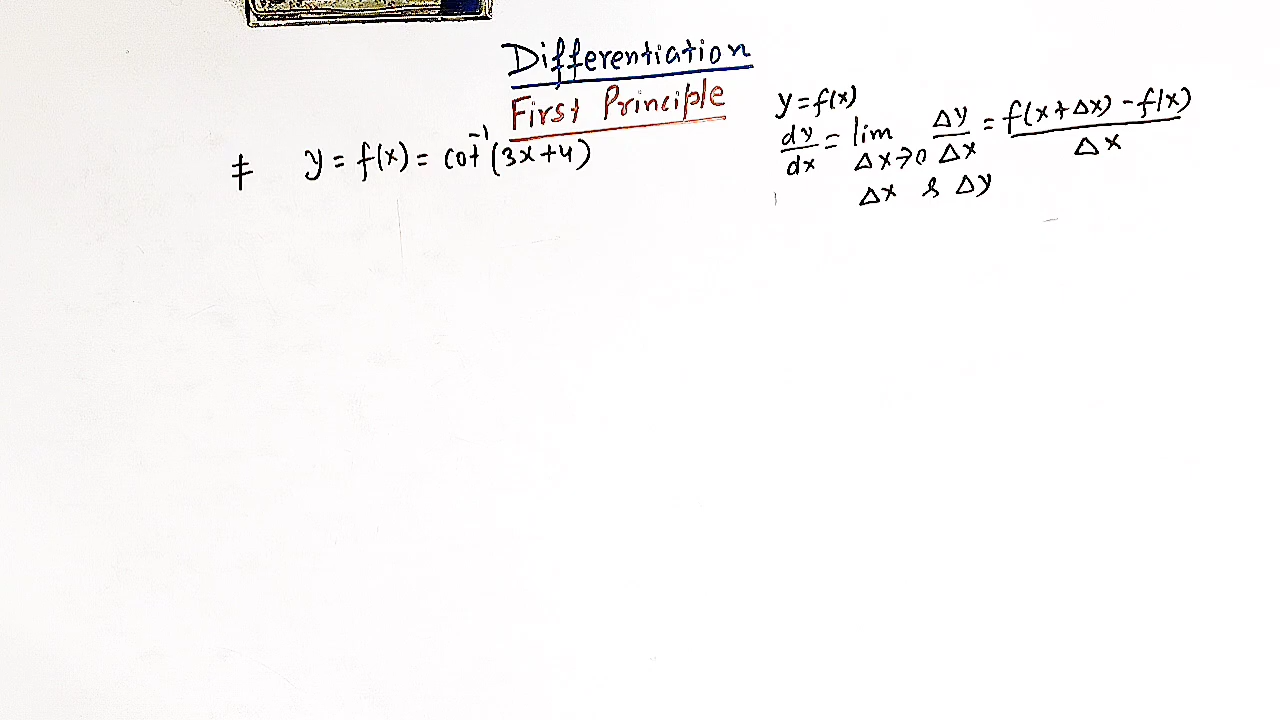 Differentiation
First Principle
⧧ y = f(x) = cot⁻¹(3x+4)
y = f(x)
dy/dx = lim Δx→0 Δy/Δx = f(x+Δx) - f(x) / Δx
Δx & Δy